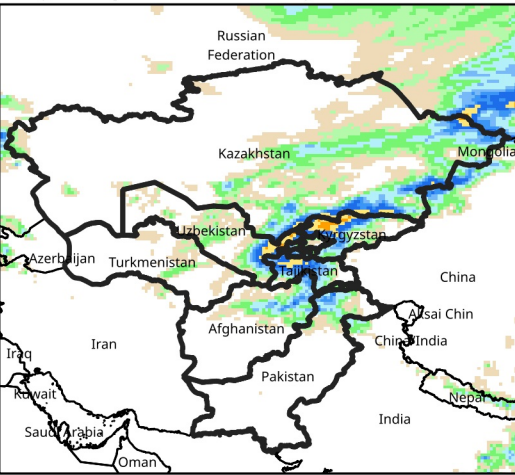 Russian
Federation
Kazakhstan
Mongolia
Uzbekistan
Kyrgyzstan
Azerbaijan
Turkmenistan
Tajikistan
China
Aksai Chin
Afghanistan
China/India
Iran
Iraq
Pakistan
Kuwait
Nepal
India
Saudi Arabia
Oman